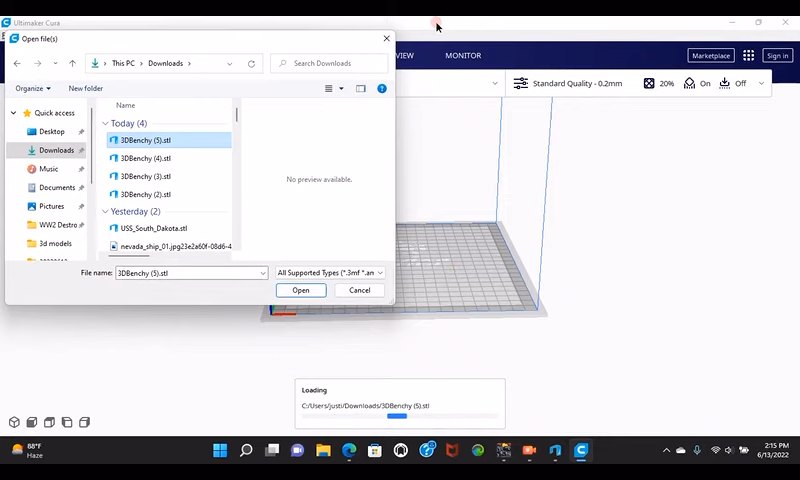 Ultimaker Cura
Open file(s)
This PC > Downloads >
Search Downloads
VIEW
MONITOR
Marketplace
Sign in
Organize
New folder
Standard Quality - 0.2mm
20%
On
Off
Name
Quick access
Desktop
Downloads
Music
Documents
Pictures
WW2 Destro
3d models
Today (4)
3DBenchy (5).stl
3DBenchy (4).stl
3DBenchy (3).stl
3DBenchy (2).stl
Yesterday (2)
USS_South_Dakota.stl
nevada_ship_01.jpg23e2a60f-08d6-4
No preview available.
File name:
3DBenchy (5).stl
All Supported Types (*.3mf *.am
Open
Cancel
Loading
C:/Users/justi/Downloads/3DBenchy (5).stl
88°F
Haze
2:15 PM
6/13/2022